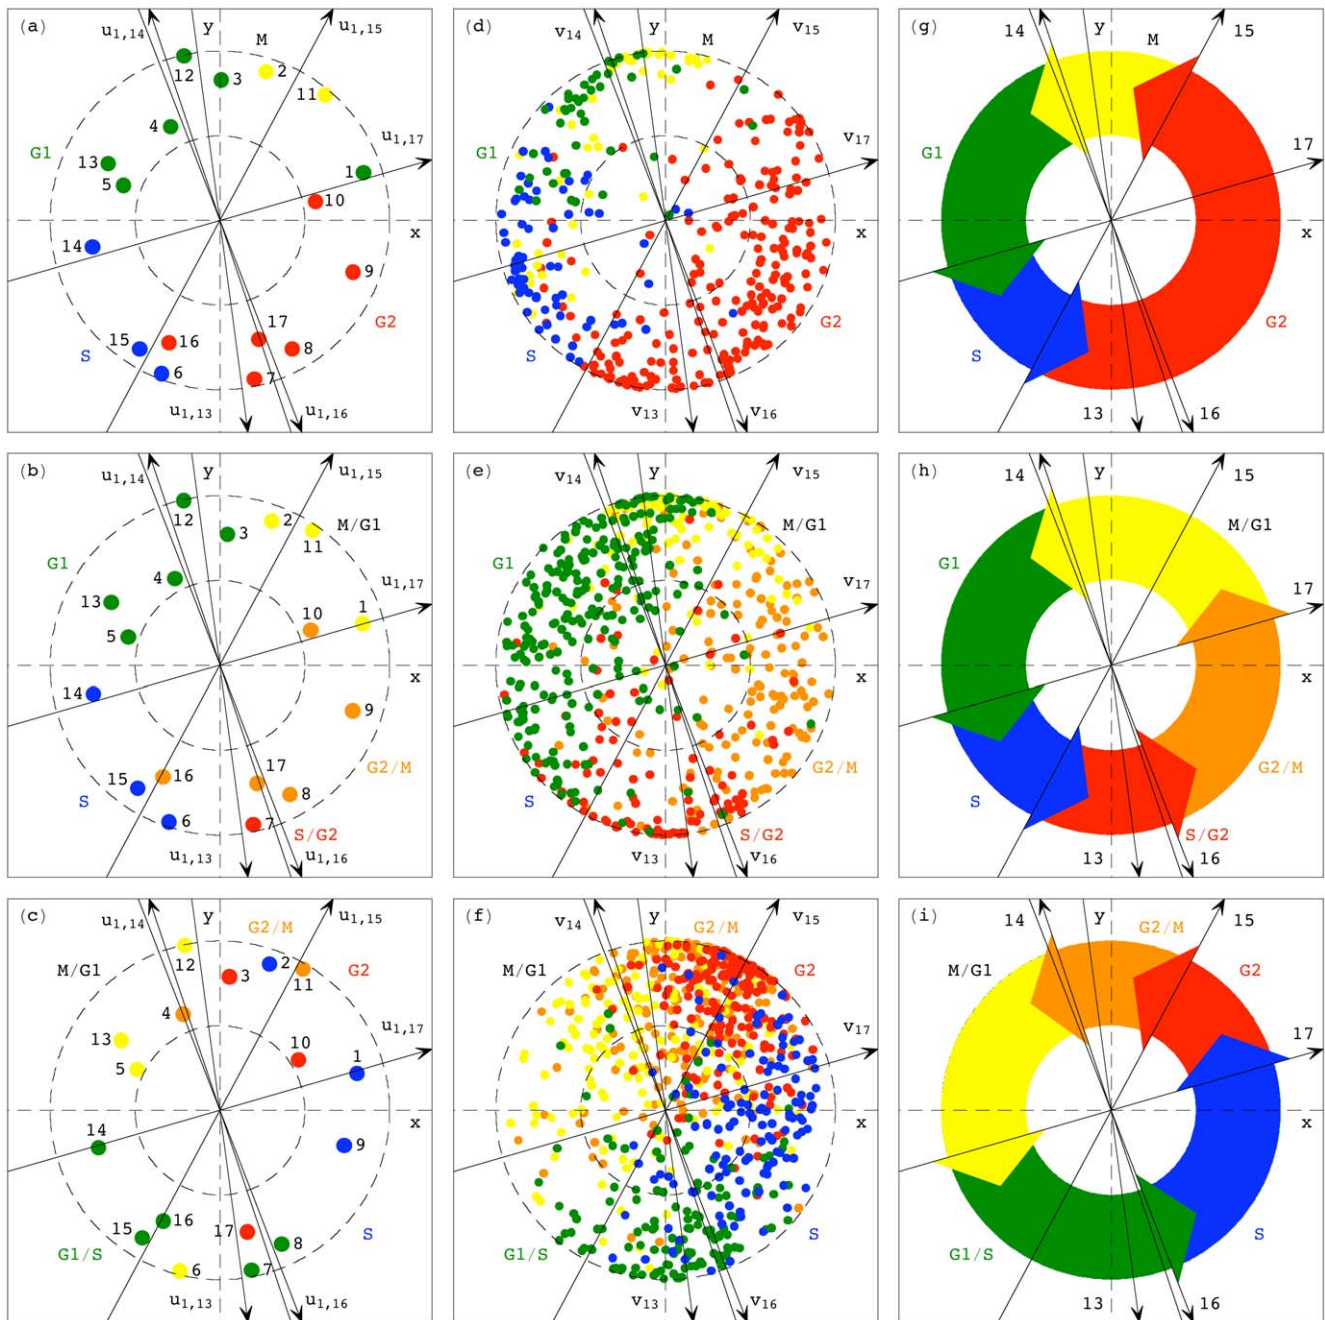 (a) u1,14 y M u1,15
12 3 2 11
4
G1 13 5
u1,17
1 10
x
14
9
G2
15 16 17 8
S 6 7
u1,13 u1,16
(d) v14 y M v15
G1
v17
x
G2
S
v13 v16
(g) 14 y M 15
G1
17
x
G2
S
13 16
(b) u1,14 y u1,15
M/G1
12 3 2 11
G1 4
13 5
u1,17
10 1
x
14
9
G2/M
15 16 17 8
S 6 7 S/G2
u1,13 u1,16
(e) v14 y v15
M/G1
G1
v17
x
G2/M
S
S/G2
v13 v16
(h) 14 y 15
M/G1
G1
17
x
G2/M
S
S/G2
13 16
(c) u1,14 y G2/M u1,15
M/G1 12 3 2 11 G2
4
13 5
u1,17
10 1
x
14
9
15 16 17 8
G1/S 6 7 S
u1,13 u1,16
(f) v14 y G2/M v15
M/G1 G2
v17
x
G1/S S
v13 v16
(i) 14 y G2/M 15
M/G1 G2
17
x
G1/S S
13 16